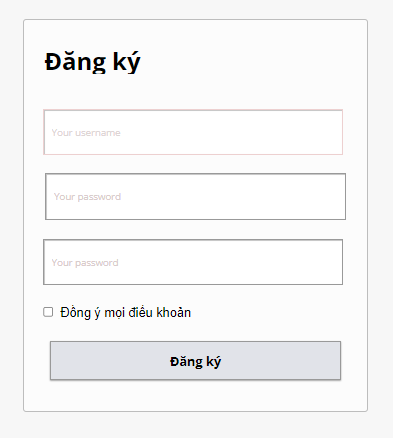 Đăng ký
Your username
Your password
Your password
Đồng ý mọi điều khoản
Đăng ký